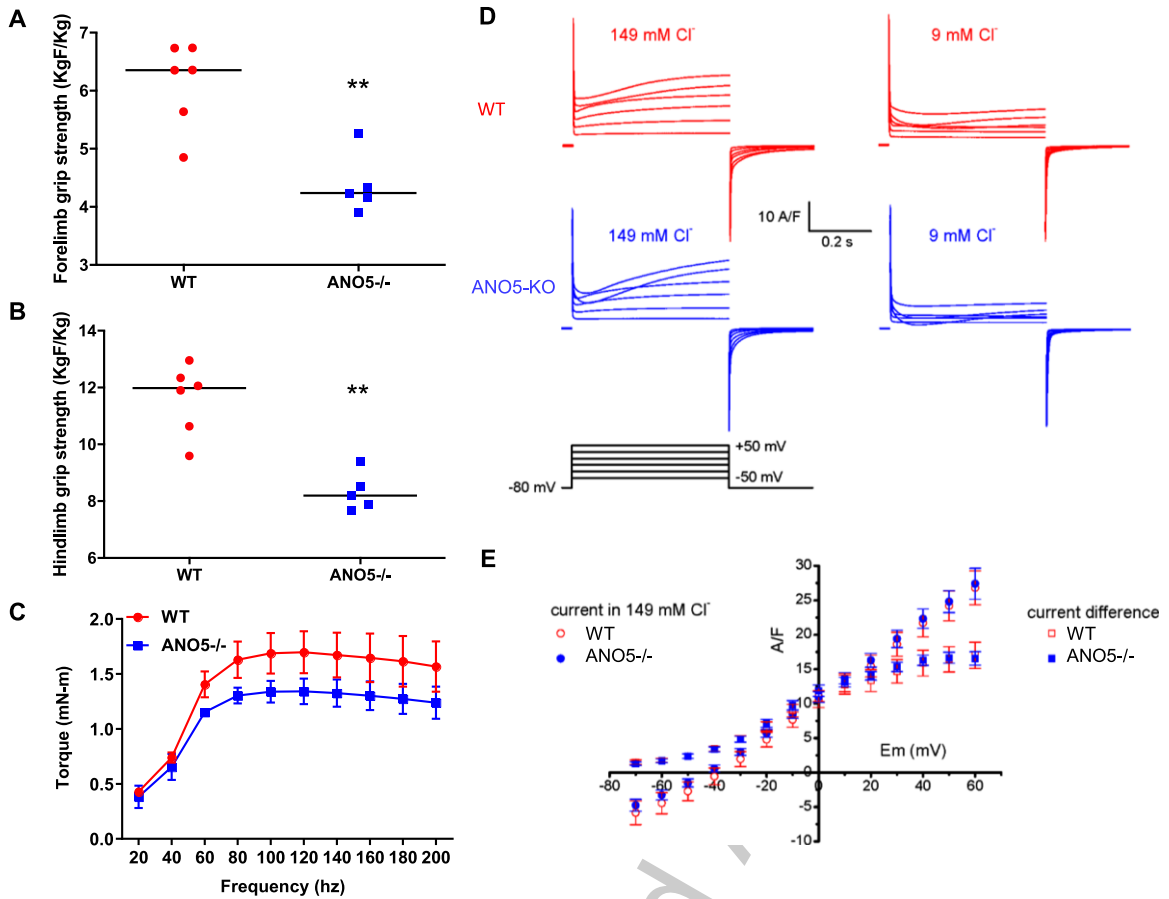 A
Forelimb grip strength (KgF/Kg)
7
6
5
4
3
**
WT
ANO5-/-
B
Hindlimb grip strength (KgF/Kg)
14
12
10
8
6
**
WT
ANO5-/-
C
WT
ANO5-/-
Torque (mN-m)
2.0
1.5
1.0
0.5
0.0
20 40 60 80 100 120 140 160 180 200
Frequency (hz)
D
149 mM Cl-
9 mM Cl-
WT
10 A/F
0.2 s
149 mM Cl-
9 mM Cl-
ANO5-KO
+50 mV
-50 mV
-80 mV
E
current in 149 mM Cl-
WT
ANO5-/-
A/F
30
25
20
15
10
5
0
-5
-10
-80 -60 -40 -20 0 20 40 60
Em (mV)
current difference
WT
ANO5-/-